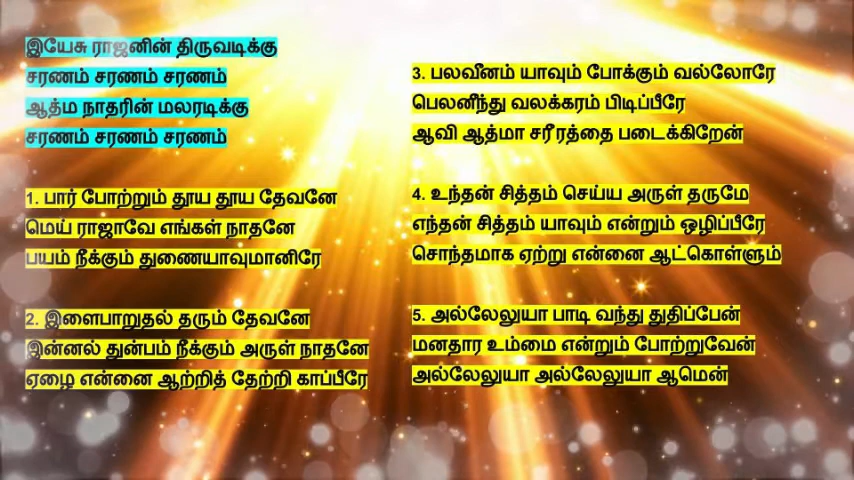 இயேசு ராஜனின் திருவடிக்கு
சரணம் சரணம் சரணம்
ஆத்ம நாதரின் மலரடிக்கு
சரணம் சரணம் சரணம்
1. பார் போற்றும் தூய தூய தேவனே
மெய் ராஜாவே எங்கள் நாதனே
பயம் நீக்கும் துணையாவுமானிரே
2. இளைபாறுதல் தரும் தேவனே
இன்னல் துன்பம் நீக்கும் அருள் நாதனே
ஏழை என்னை ஆற்றித் தேற்றி காப்பீரே
3. பலவீனம் யாவும் போக்கும் வல்லோரே
பெலனீந்து வலக்கரம் பிடிப்பீரே
ஆவி ஆத்மா சரீரத்தை படைக்கிறேன்
4. உந்தன் சித்தம் செய்ய அருள் தருமே
எந்தன் சித்தம் யாவும் என்றும் ஒழிப்பீரே
சொந்தமாக ஏற்று என்னை ஆட்கொள்ளும்
5. அல்லேலுயா பாடி வந்து துதிப்பேன்
மனதார உம்மை என்றும் போற்றுவேன்
அல்லேலுயா அல்லேலுயா ஆமென்